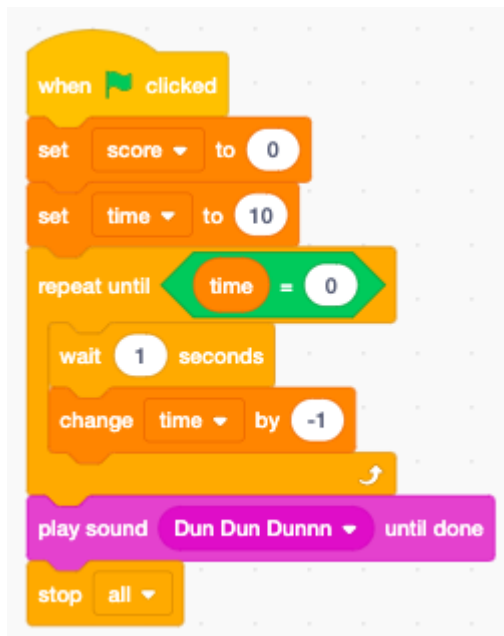 when clicked
set score to 0
set time to 10
repeat until time = 0
wait 1 seconds
change time by -1
play sound Dun Dun Dunnn until done
stop all